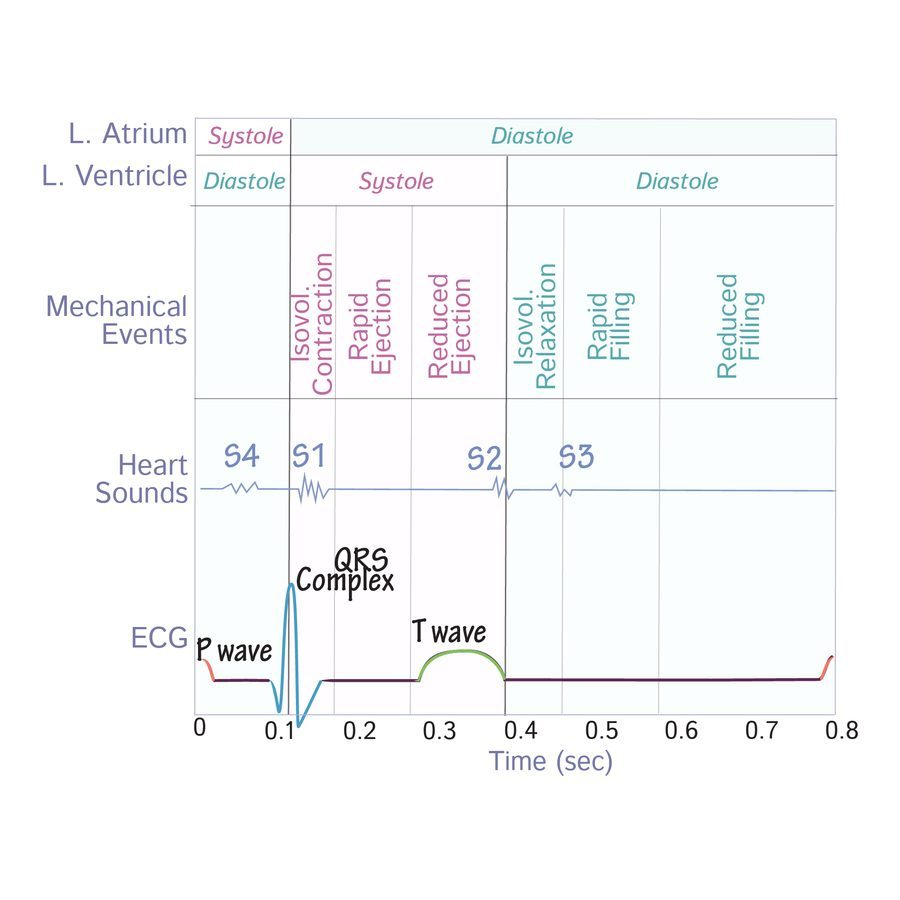 L. Atrium
Systole
Diastole
L. Ventricle
Diastole
Systole
Diastole
Mechanical
Events
Isovol.
Contraction
Rapid
Ejection
Reduced
Ejection
Isovol.
Relaxation
Rapid
Filling
Reduced
Filling
Heart
Sounds
S4
S1
S2
S3
ECG
P wave
QRS
Complex
T wave
0
0.1
0.2
0.3
0.4
0.5
0.6
0.7
0.8
Time (sec)